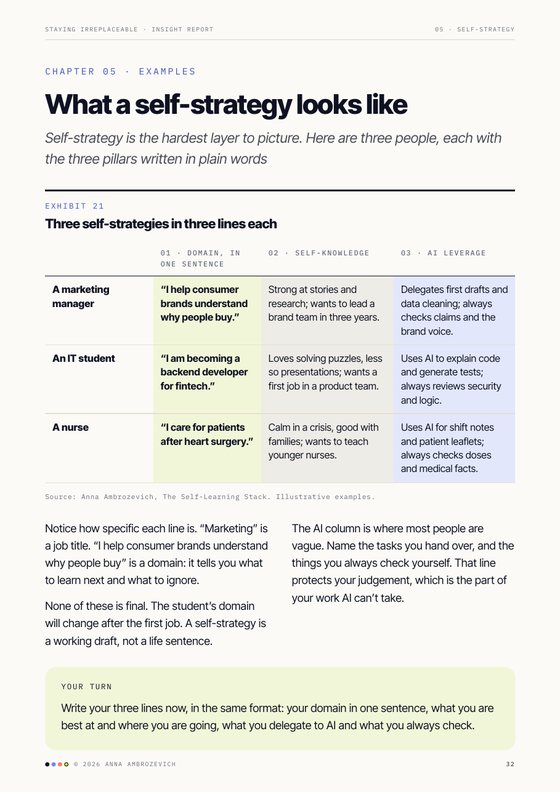 STAYING IRREPLACEABLE · INSIGHT REPORT
05 · SELF-STRATEGY
CHAPTER 05 · EXAMPLES
What a self-strategy looks like
Self-strategy is the hardest layer to picture. Here are three people, each with
the three pillars written in plain words
EXHIBIT 21
Three self-strategies in three lines each
01 · DOMAIN, IN
ONE SENTENCE
02 · SELF-KNOWLEDGE
03 · AI LEVERAGE
A marketing
manager
“I help consumer
brands understand
why people buy.”
Strong at stories and
research; wants to lead a
brand team in three years.
Delegates first drafts and
data cleaning; always
checks claims and the
brand voice.
An IT student
“I am becoming a
backend developer
for fintech.”
Loves solving puzzles, less
so presentations; wants a
first job in a product team.
Uses AI to explain code
and generate tests;
always reviews security
and logic.
A nurse
“I care for patients
after heart surgery.”
Calm in a crisis, good with
families; wants to teach
younger nurses.
Uses AI for shift notes
and patient leaflets;
always checks doses
and medical facts.
Source: Anna Ambrozevich, The Self-Learning Stack. Illustrative examples.
Notice how specific each line is. “Marketing” is
a job title. “I help consumer brands understand
why people buy” is a domain: it tells you what
to learn next and what to ignore.
None of these is final. The student’s domain
will change after the first job. A self-strategy is
a working draft, not a life sentence.
The AI column is where most people are
vague. Name the tasks you hand over, and the
things you always check yourself. That line
protects your judgement, which is the part of
your work AI can’t take.
YOUR TURN
Write your three lines now, in the same format: your domain in one sentence, what you are
best at and where you are going, what you delegate to AI and what you always check.
© 2026 ANNA AMBROZEVICH
32